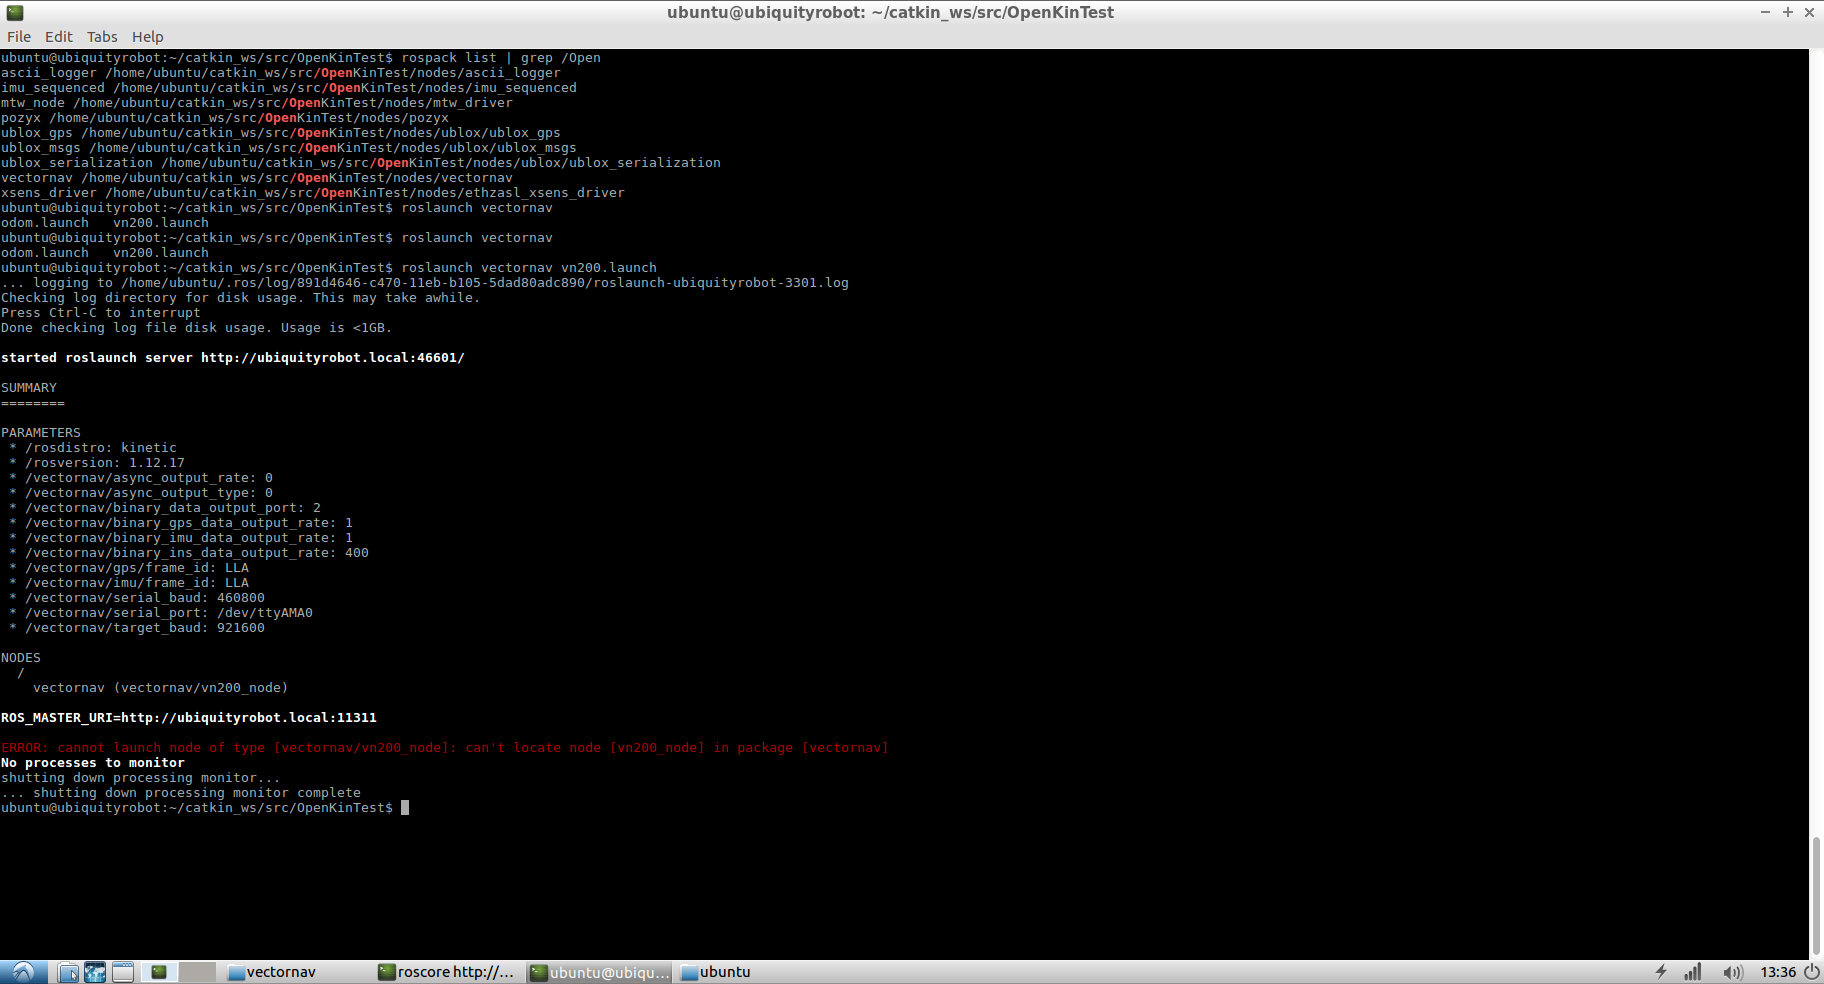 ubuntu@ubiquityrobot: ~/catkin_ws/src/OpenKinTest
File Edit Tabs Help
ubuntu@ubiquityrobot:~/catkin_ws/src/OpenKinTest$ rospack list | grep /Open
ascii_logger /home/ubuntu/catkin_ws/src/OpenKinTest/nodes/ascii_logger
imu_sequenced /home/ubuntu/catkin_ws/src/OpenKinTest/nodes/imu_sequenced
mtw_node /home/ubuntu/catkin_ws/src/OpenKinTest/nodes/mtw_driver
pozyx /home/ubuntu/catkin_ws/src/OpenKinTest/nodes/pozyx
ublox_gps /home/ubuntu/catkin_ws/src/OpenKinTest/nodes/ublox/ublox_gps
ublox_msgs /home/ubuntu/catkin_ws/src/OpenKinTest/nodes/ublox/ublox_msgs
ublox_serialization /home/ubuntu/catkin_ws/src/OpenKinTest/nodes/ublox/ublox_serialization
vectornav /home/ubuntu/catkin_ws/src/OpenKinTest/nodes/vectornav
xsens_driver /home/ubuntu/catkin_ws/src/OpenKinTest/nodes/ethzasl_xsens_driver
ubuntu@ubiquityrobot:~/catkin_ws/src/OpenKinTest$ roslaunch vectornav
odom.launch   vn200.launch
ubuntu@ubiquityrobot:~/catkin_ws/src/OpenKinTest$ roslaunch vectornav
odom.launch   vn200.launch
ubuntu@ubiquityrobot:~/catkin_ws/src/OpenKinTest$ roslaunch vectornav vn200.launch
... logging to /home/ubuntu/.ros/log/891d4646-c470-11eb-b105-5dad80adc890/roslaunch-ubiquityrobot-3301.log
Checking log directory for disk usage. This may take awhile.
Press Ctrl-C to interrupt
Done checking log file disk usage. Usage is <1GB.
started roslaunch server http://ubiquityrobot.local:46601/
SUMMARY
========
PARAMETERS
* /rosdistro: kinetic
* /rosversion: 1.12.17
* /vectornav/async_output_rate: 0
* /vectornav/async_output_type: 0
* /vectornav/binary_data_output_port: 2
* /vectornav/binary_gps_data_output_rate: 1
* /vectornav/binary_imu_data_output_rate: 1
* /vectornav/binary_ins_data_output_rate: 400
* /vectornav/gps/frame_id: LLA
* /vectornav/imu/frame_id: LLA
* /vectornav/serial_baud: 460800
* /vectornav/serial_port: /dev/ttyAMA0
* /vectornav/target_baud: 921600
NODES
/
vectornav (vectornav/vn200_node)
ROS_MASTER_URI=http://ubiquityrobot.local:11311
ERROR: cannot launch node of type [vectornav/vn200_node]: can't locate node [vn200_node] in package [vectornav]
No processes to monitor
shutting down processing monitor...
... shutting down processing monitor complete
ubuntu@ubiquityrobot:~/catkin_ws/src/OpenKinTest$
vectornav   roscore http://...   ubuntu@ubiqu...   ubuntu   13:36